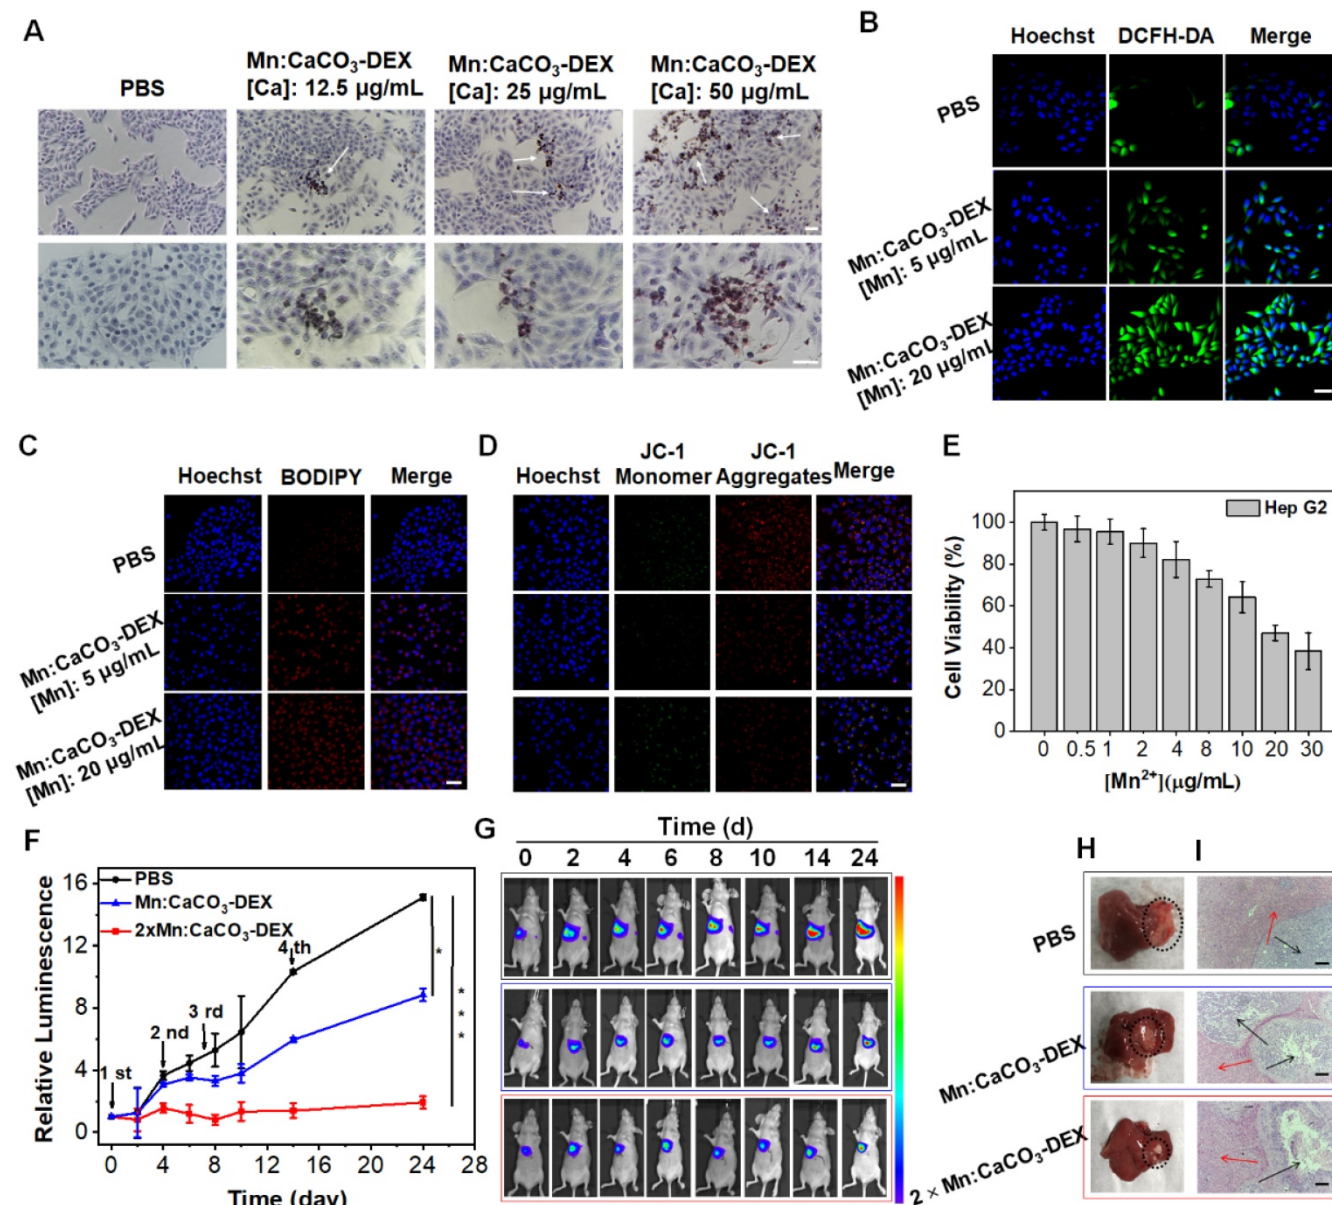 A
PBS
Mn:CaCO3-DEX
[Ca]: 12.5 µg/mL
Mn:CaCO3-DEX
[Ca]: 25 µg/mL
Mn:CaCO3-DEX
[Ca]: 50 µg/mL
B
Hoechst DCFH-DA Merge
PBS
Mn:CaCO3-DEX
[Mn]: 5 µg/mL
Mn:CaCO3-DEX
[Mn]: 20 µg/mL
C
Hoechst BODIPY Merge
PBS
Mn:CaCO3-DEX
[Mn]: 5 µg/mL
Mn:CaCO3-DEX
[Mn]: 20 µg/mL
D
Hoechst
JC-1
Monomer
JC-1
Aggregates
Merge
E
Hep G2
Cell Viability (%)
100
80
60
40
20
0
0 0.5 1 2 4 8 10 20 30
[Mn2+](µg/mL)
F
PBS
Mn:CaCO3-DEX
2xMn:CaCO3-DEX
Relative Luminescence
16
12
8
4
0
1 st
2 nd
3 rd
4 th
*
***
0 4 8 12 16 20 24 28
Time (day)
G
Time (d)
0 2 4 6 8 10 14 24
H
I
PBS
Mn:CaCO3-DEX
2 × Mn:CaCO3-DEX